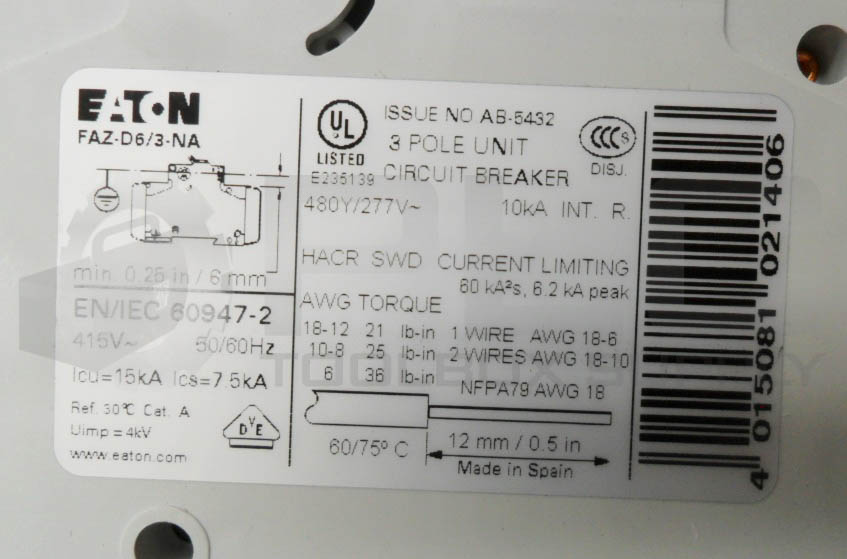 EATON
FAZ-D6/3-NA
min. 0.25 in / 6 mm
EN/IEC 60947-2
415V~ 50/60Hz
Icu=15kA Ics=7.5kA
Ref. 30°C Cat. A
Uimp = 4kV
www.eaton.com
DVE
UL
LISTED
E235139
ISSUE NO AB-5432
3 POLE UNIT
CIRCUIT BREAKER
CCC S
DISJ.
480Y/277V~ 10kA INT. R.
HACR SWD CURRENT LIMITING
60 kA²s, 6.2 kA peak
AWG TORQUE
18-12 21 lb-in 1 WIRE AWG 18-6
10-8 25 lb-in 2 WIRES AWG 18-10
6 36 lb-in NFPA79 AWG 18
60/75° C
12 mm / 0.5 in
Made in Spain
4 015081 021406
TOOLBOX SUPPLY